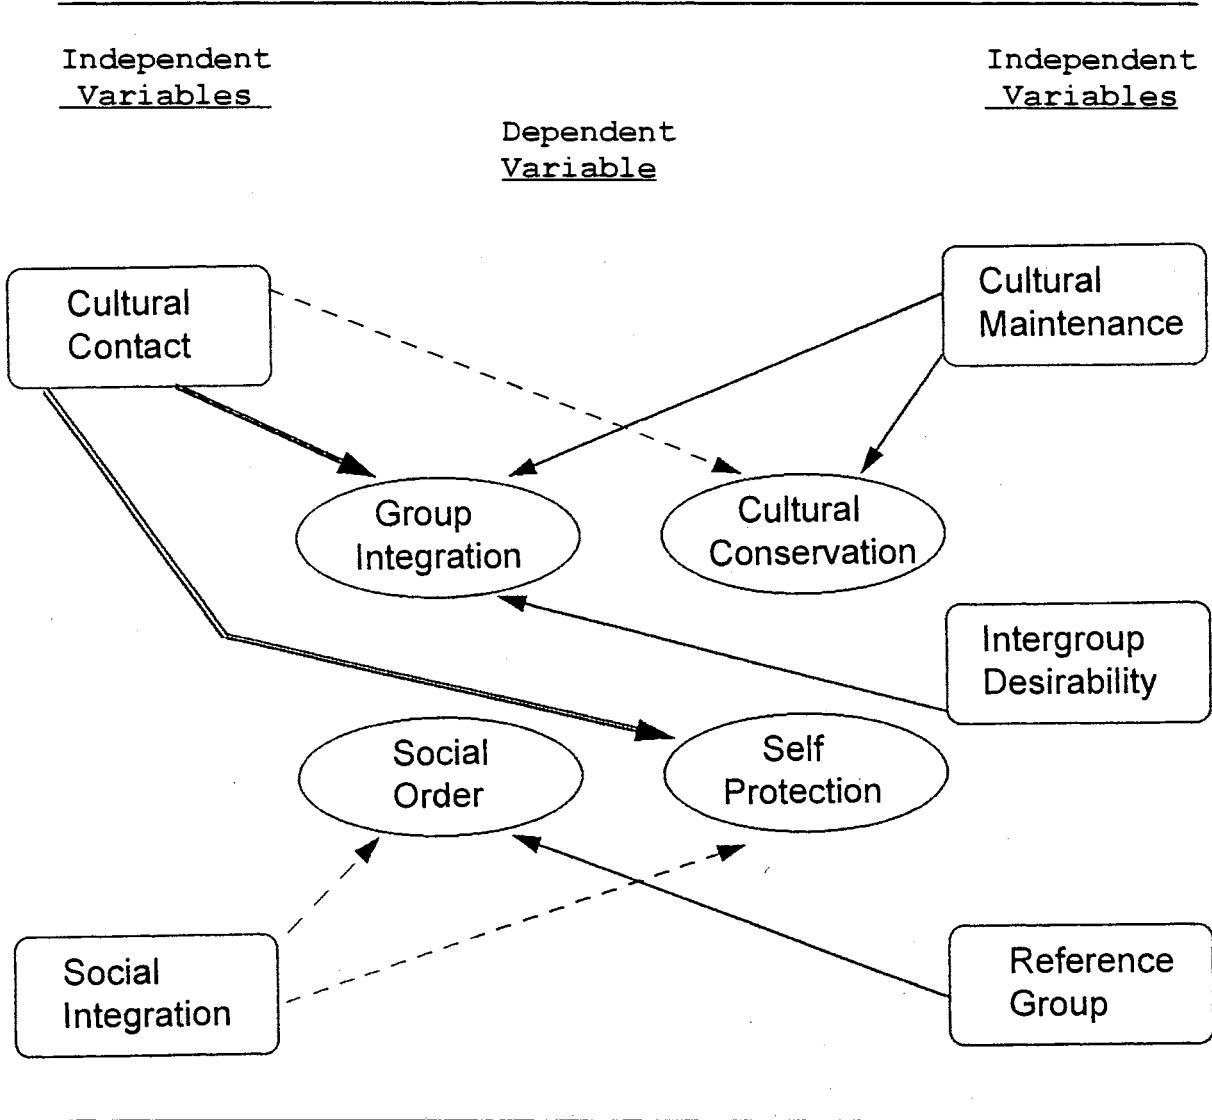 Independent
Variables
Independent
Variables
Dependent
Variable
Cultural
Contact
Cultural
Maintenance
Group
Integration
Cultural
Conservation
Intergroup
Desirability
Social
Order
Self
Protection
Social
Integration
Reference
Group